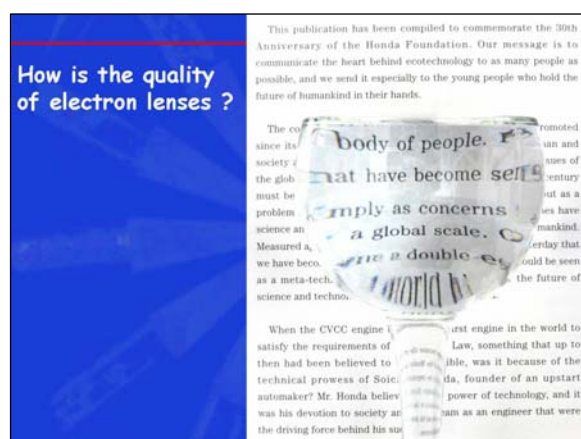 How is the quality
of electron lenses ?
This publication has been compiled to commemorate the 30th
Anniversary of the Honda Foundation. Our message is to
communicate the heart behind ecotechnology to as many people as
possible, and we send it especially to the young people who hold the
future of humankind in their hands.
The co romoted
since its an and
society a sues of
the glob entury
must be ut as a
problem es have
science an mankind.
Measured a erday that
we have beco ould be seen
as a meta-tech the future of
science and techno
body of people.
hat have become
mply as concerns
a global scale.
a double-e
world
When the CVCC engine irst engine in the world to
satisfy the requirements of Law, something that up to
then had been believed to ible, was it because of the
technical prowess of Soic da, founder of an upstart
automaker? Mr. Honda believ power of technology, and it
was his devotion to society an eam as an engineer that were
the driving force behind his su